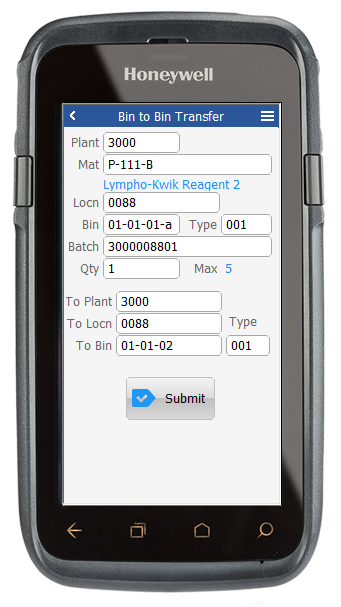 Honeywell
Bin to Bin Transfer
Plant 3000
Mat P-111-B
Lympho-Kwik Reagent 2
Locn 0088
Bin 01-01-01-a Type 001
Batch 3000008801
Qty 1 Max 5
To Plant 3000
To Locn 0088 Type
To Bin 01-01-02 001
Submit